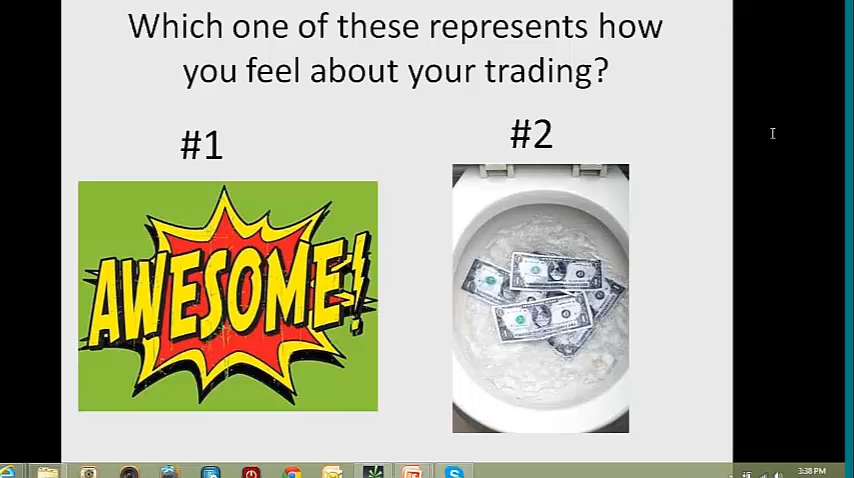 Which one of these represents how
you feel about your trading?
#1
#2
AWESOME!
3:38 PM